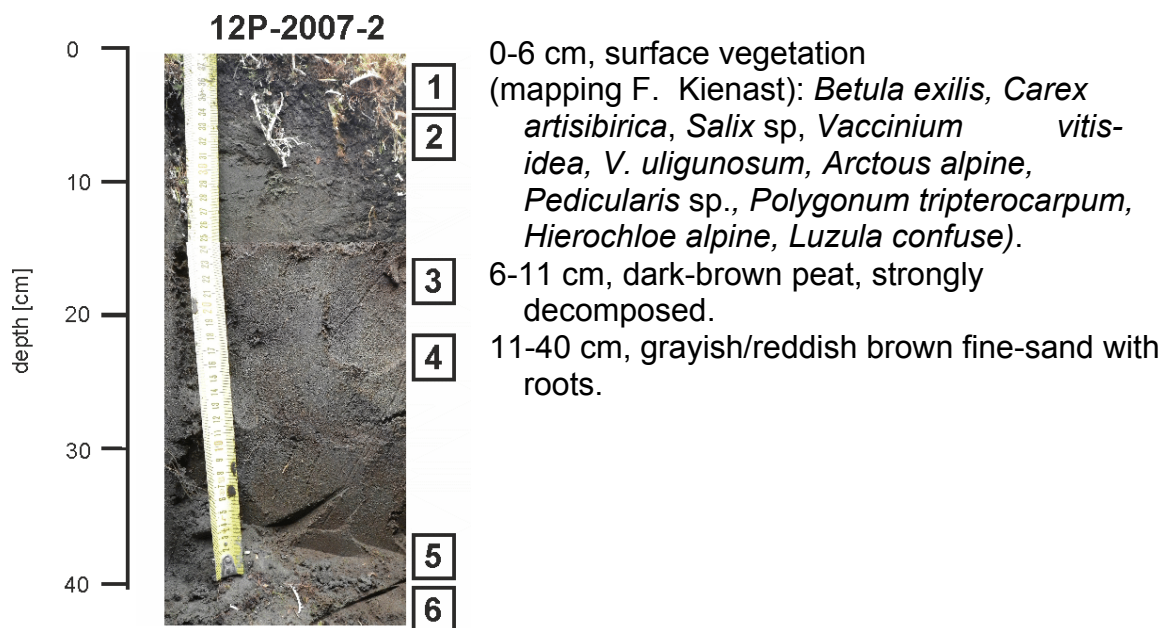 12P-2007-2
0
10
20
30
40
depth [cm]
1
2
3
4
5
6
0-6 cm, surface vegetation
(mapping F. Kienast): Betula exilis, Carex
artisibirica, Salix sp, Vaccinium vitis-
idea, V. uligunosum, Arctous alpine,
Pedicularis sp., Polygonum tripterocarpum,
Hierochloe alpine, Luzula confuse).
6-11 cm, dark-brown peat, strongly
decomposed.
11-40 cm, grayish/reddish brown fine-sand with
roots.